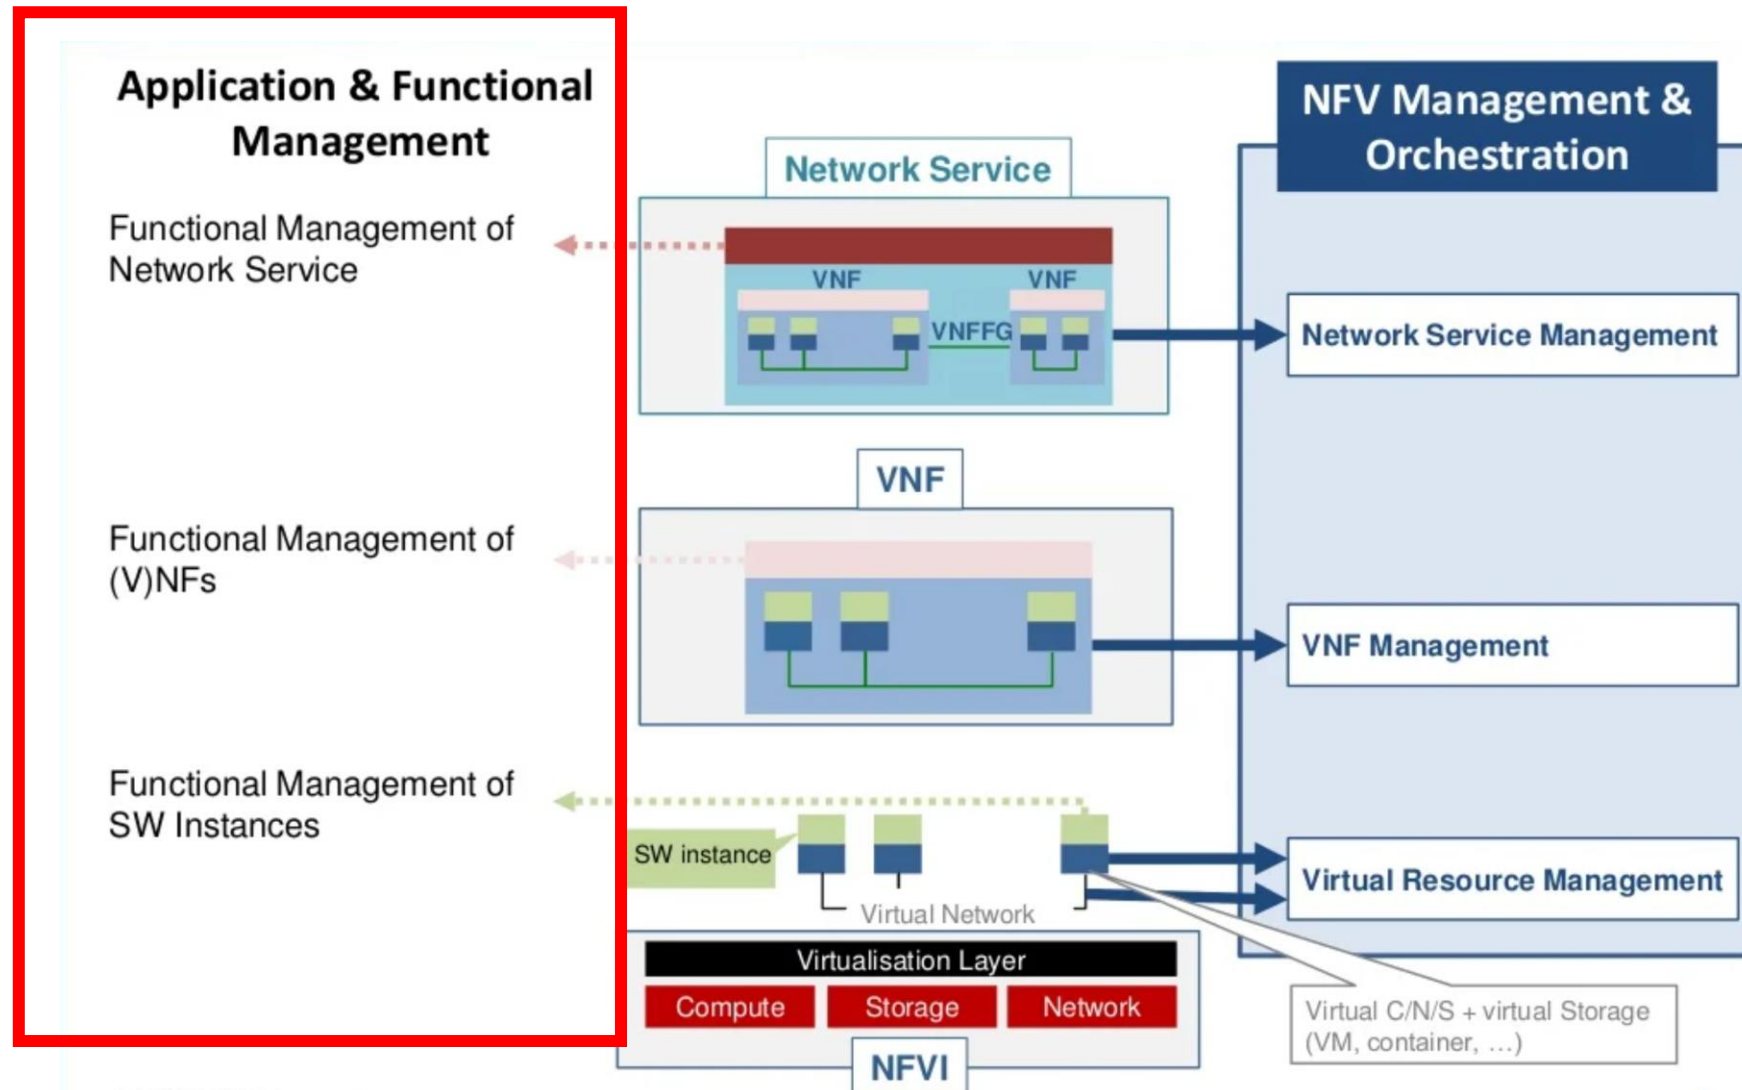 Application & Functional
Management
Functional Management of
Network Service
Functional Management of
(V)NFs
Functional Management of
SW Instances
Network Service
VNF
VNF
VNFFG
VNF
SW instance
Virtual Network
Virtualisation Layer
Compute
Storage
Network
NFVI
NFV Management &
Orchestration
Network Service Management
VNF Management
Virtual Resource Management
Virtual C/N/S + virtual Storage
(VM, container, ...)